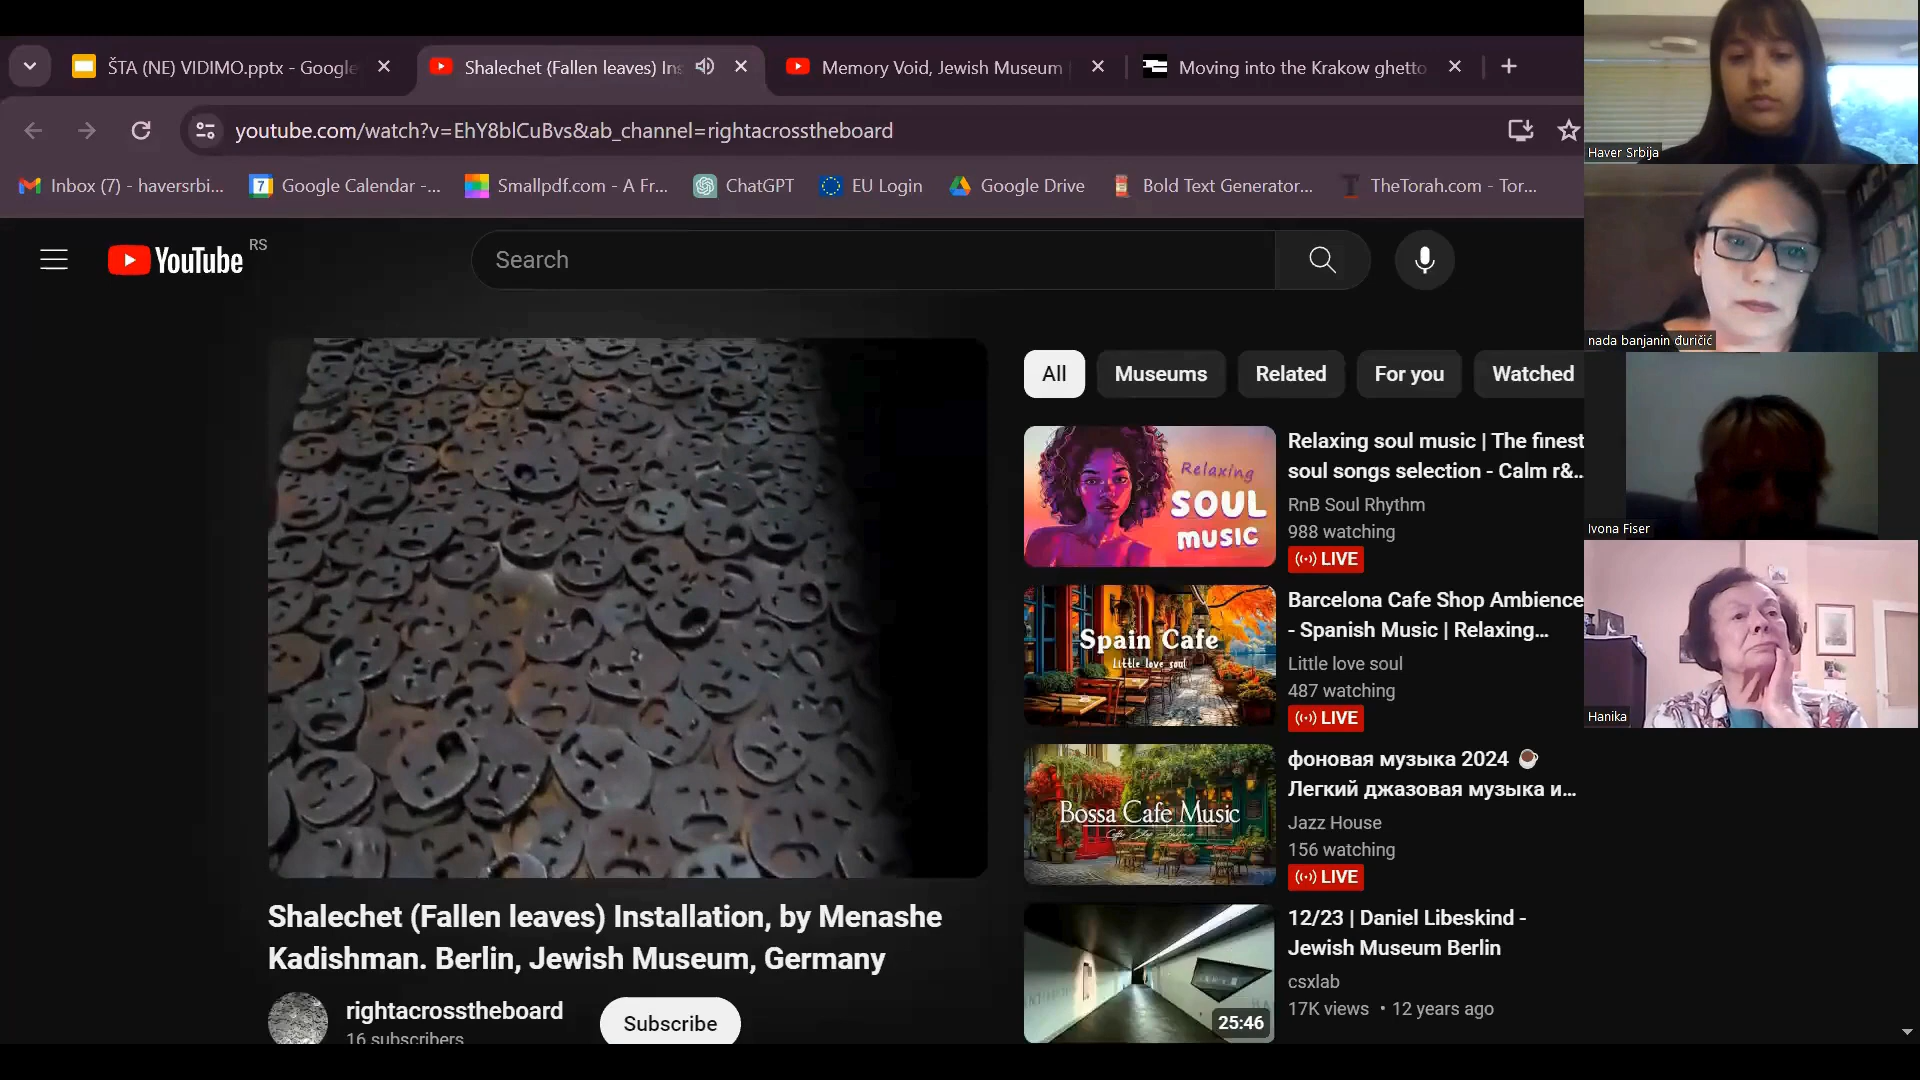 ŠTA (NE) VIDIMO.pptx - Google
Shalechet (Fallen leaves) Ins
Memory Void, Jewish Museum
Moving into the Krakow ghetto
youtube.com/watch?v=EhY8blCuBvs&ab_channel=rightacrosstheboard
Inbox (7) - haversrbi...
7
Google Calendar -...
Smallpdf.com - A Fr...
ChatGPT
EU Login
Google Drive
Bold Text Generator...
T
TheTorah.com - Tor...
YouTube RS
Search
All
Museums
Related
For you
Watched
Relaxing
SOUL
MUSIC
Relaxing soul music | The finest
soul songs selection - Calm r&...
RnB Soul Rhythm
988 watching
LIVE
Spain Cafe
Little love soul
Barcelona Cafe Shop Ambience
- Spanish Music | Relaxing...
Little love soul
487 watching
LIVE
Bossa Cafe Music
фоновая музыка 2024
Легкий джазовая музыка и...
Jazz House
156 watching
LIVE
25:46
12/23 | Daniel Libeskind -
Jewish Museum Berlin
csxlab
17K views • 12 years ago
Shalechet (Fallen leaves) Installation, by Menashe
Kadishman. Berlin, Jewish Museum, Germany
rightacrosstheboard
16 subscribers
Subscribe
Haver Srbija
nada banjanin đuričić
Ivona Fiser
Hanika